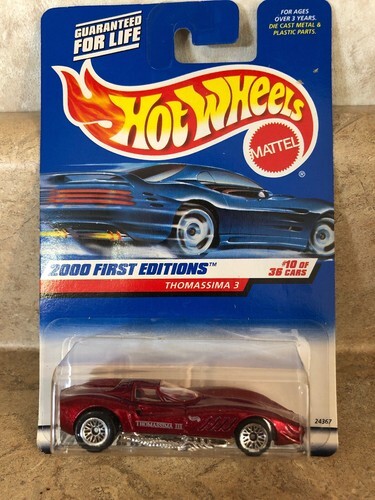 GUARANTEED
FOR LIFE
FOR AGES
OVER 3 YEARS.
DIE CAST METAL &
PLASTIC PARTS.
Hot Wheels
MATTEL
®
2000 FIRST EDITIONS™
#10 OF
36 CARS
THOMASSIMA 3
24367
THOMASSIMA III